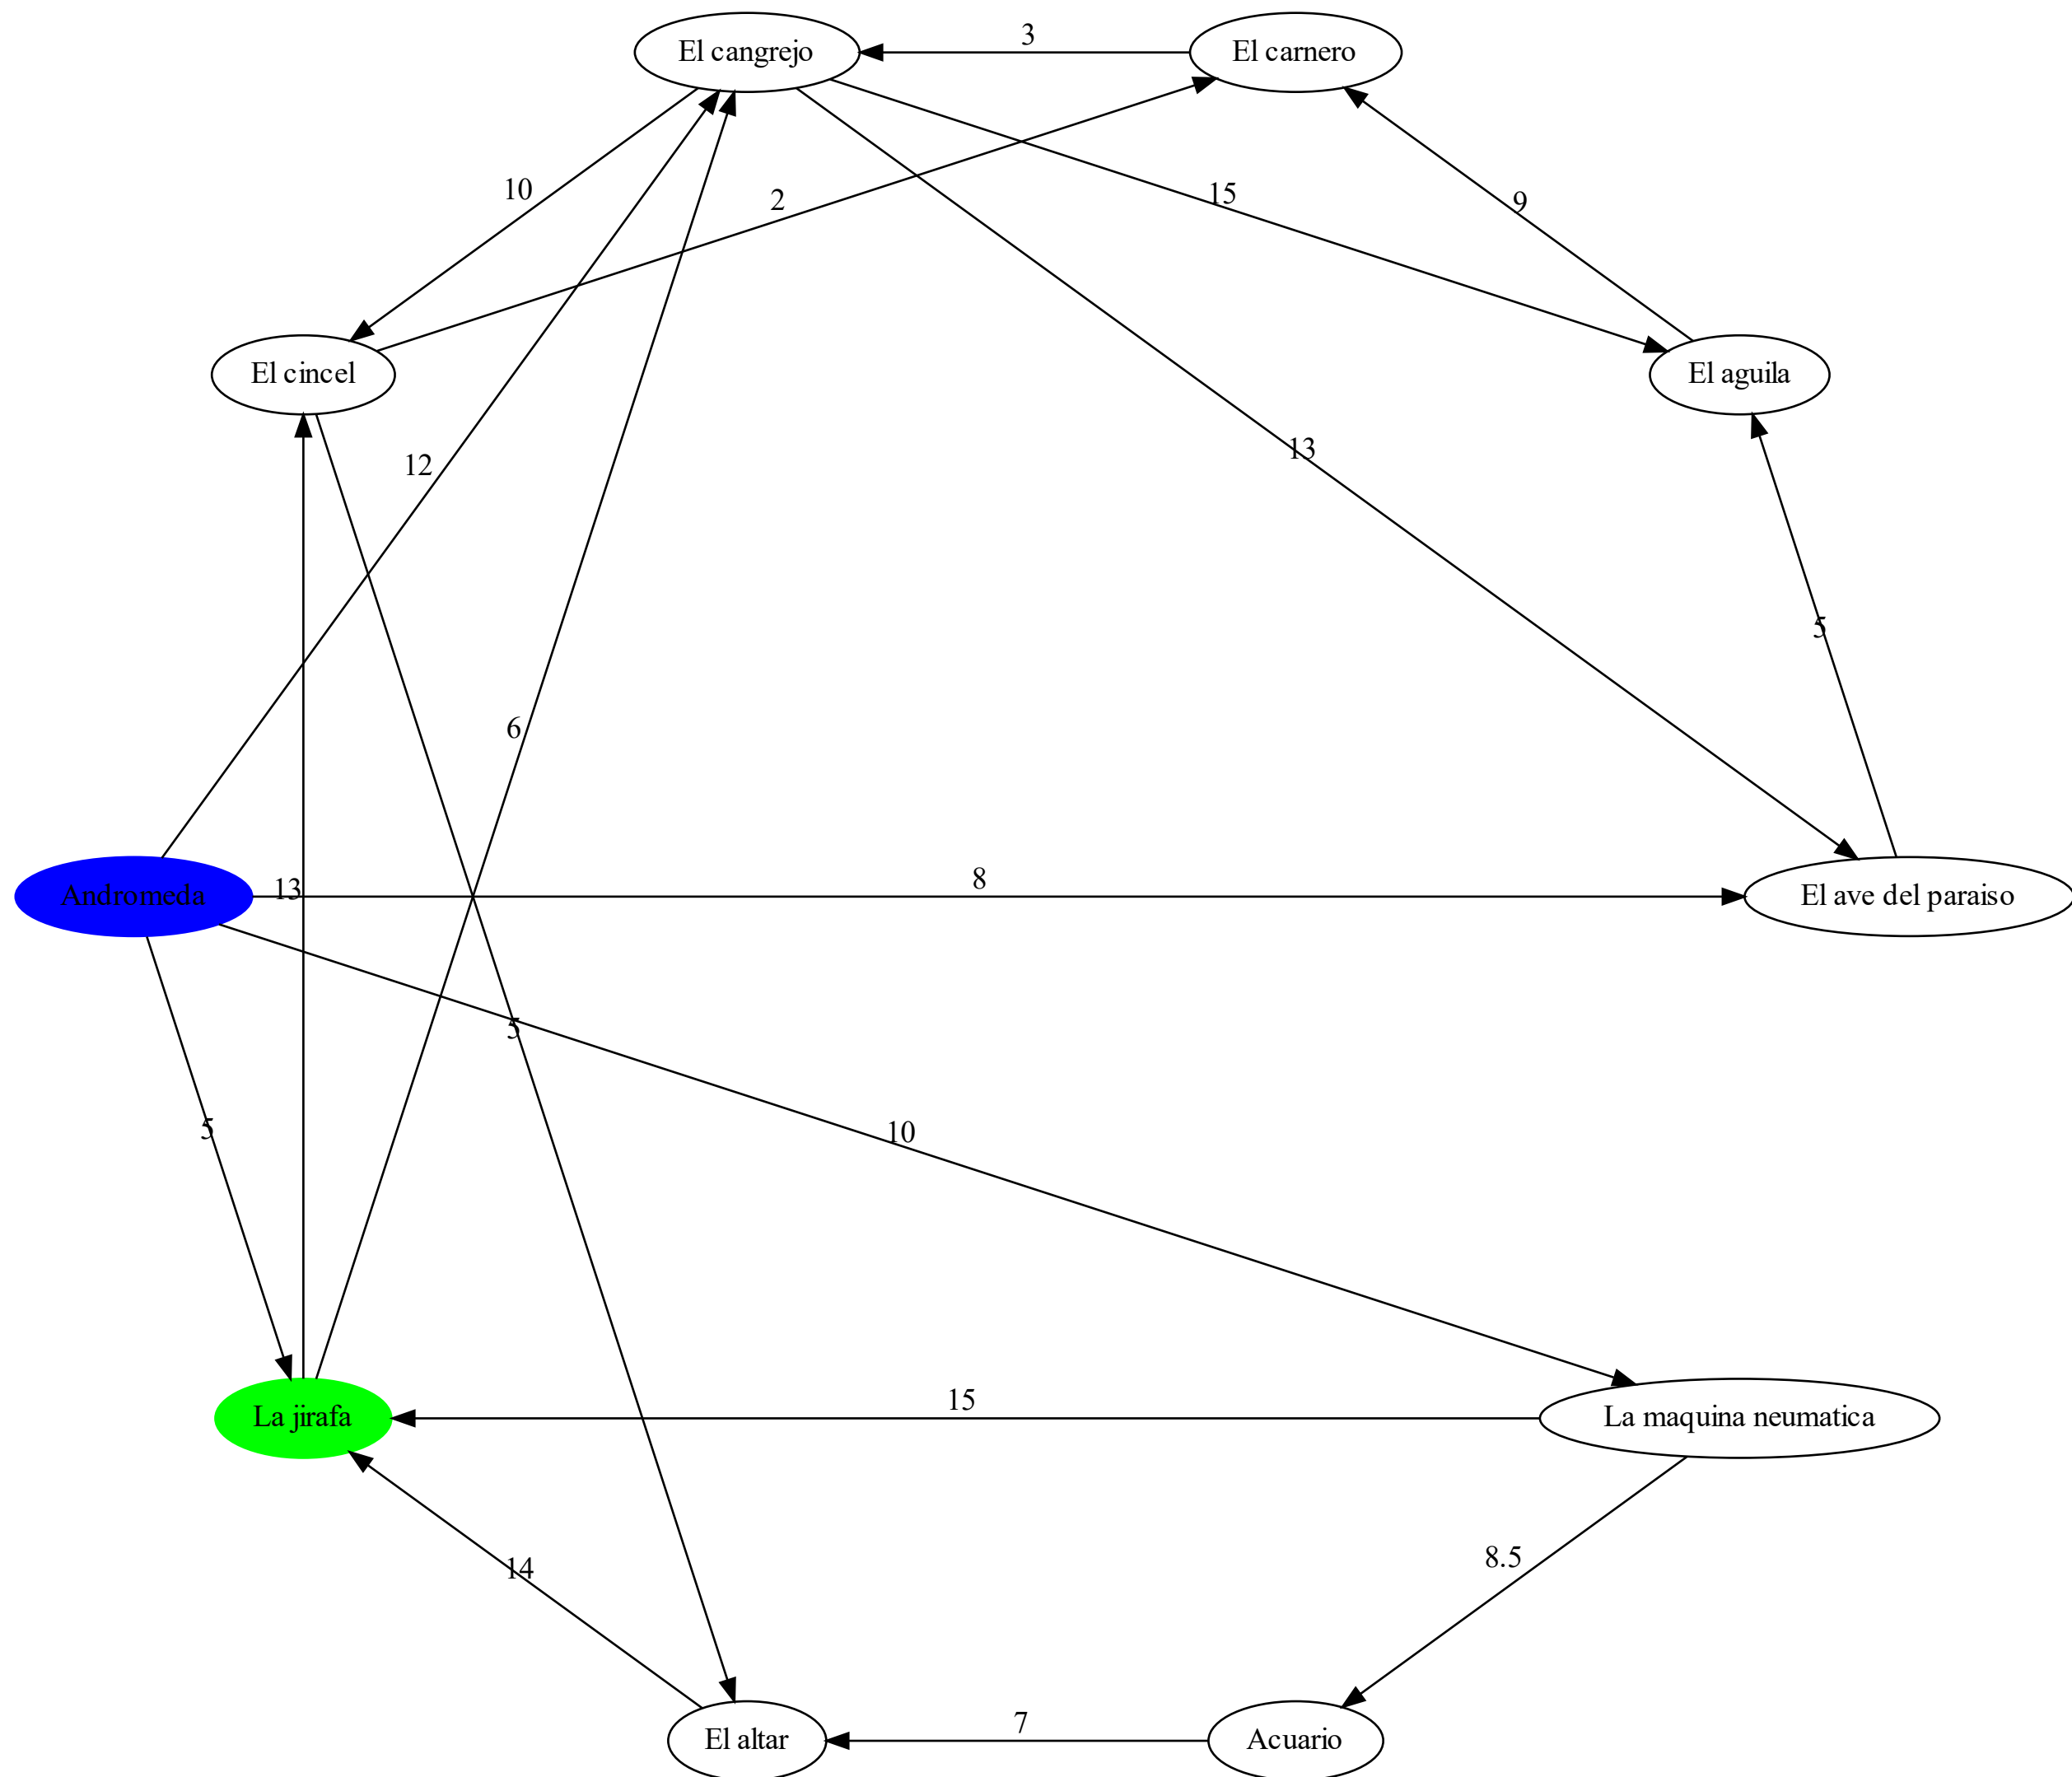 El cangrejo
3
El carnero
10
2
15
9
El cincel
El aguila
12
13
5
6
Andromeda
13
8
El ave del paraiso
5
5
10
La jirafa
15
La maquina neumatica
14
8.5
El altar
7
Acuario